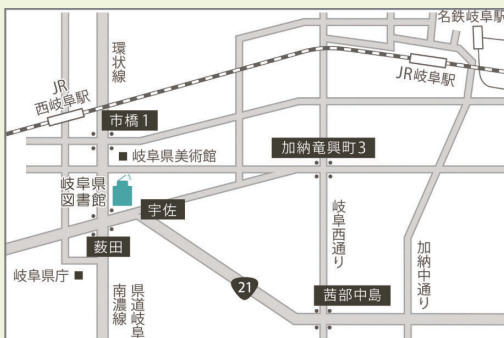 名鉄岐阜駅
環状線
JR
西岐阜駅
JR岐阜駅
市橋1
岐阜県美術館
加納竜興町3
岐阜県
図書館
宇佐
薮田
岐阜西通り
加納中通り
岐阜県庁
県道岐阜
南濃線
21
茜部中島